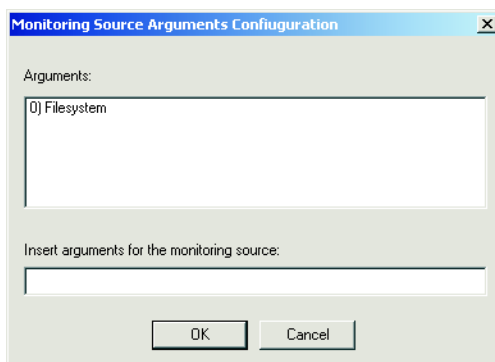 Monitoring Source Arguments Confiuguration
Arguments:
0) Filesystem
Insert arguments for the monitoring source:
OK
Cancel